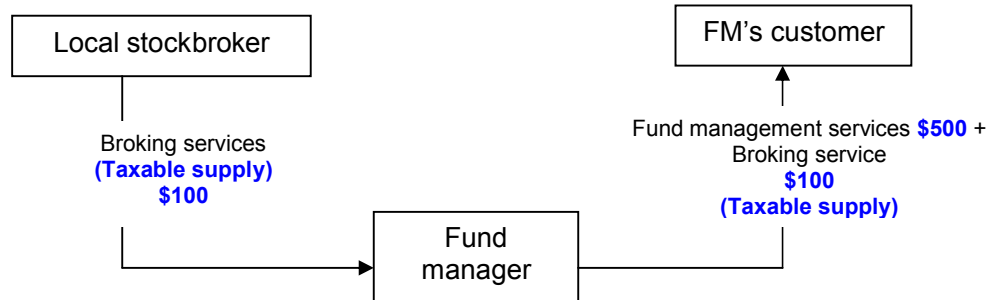 Local stockbroker
FM's customer
Broking services
(Taxable supply)
$100
Fund management services $500 +
Broking service
$100
(Taxable supply)
Fund
manager